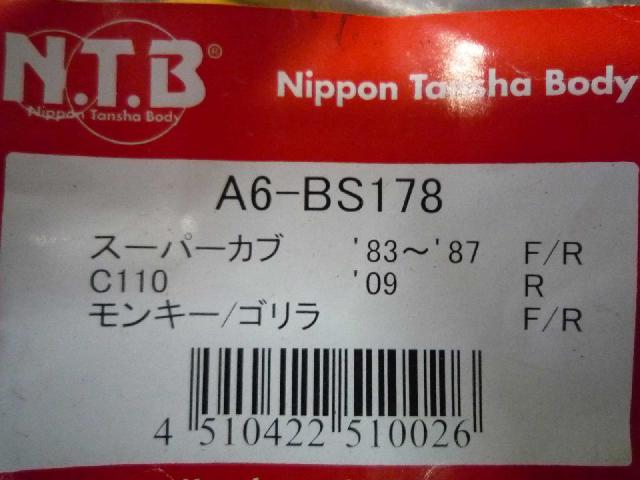 N.T.B®
Nippon Tansha Body
Nippon Tansha Body
A6-BS178
スーパーカブ '83～'87 F/R
C110 '09 R
モンキー/ゴリラ F/R
4 510422 510026